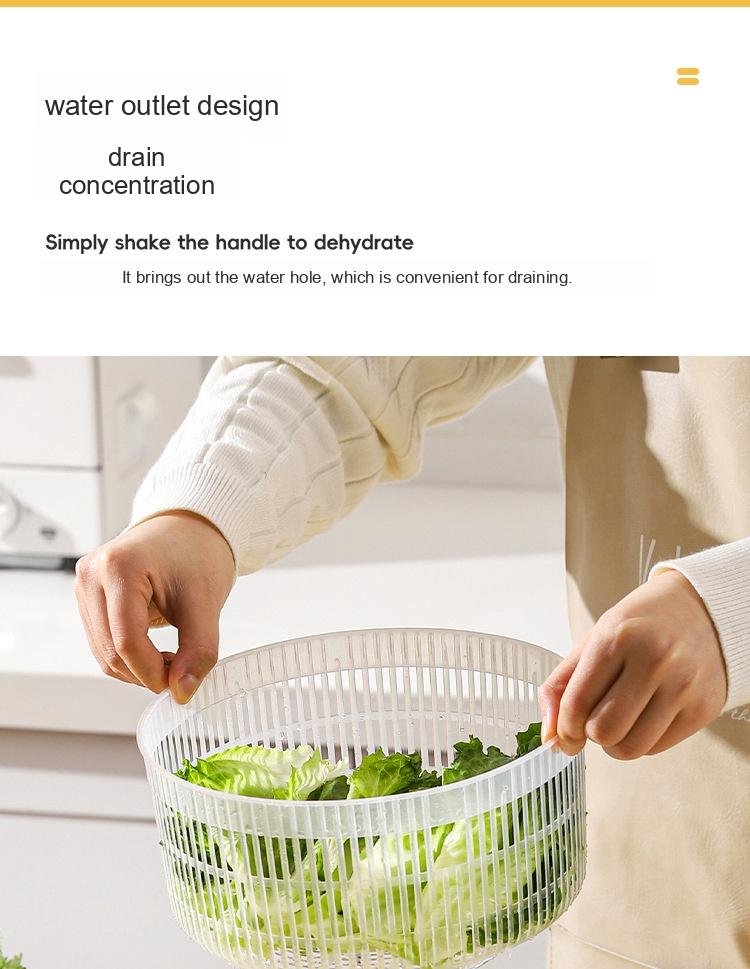 water outlet design
drain
concentration
Simply shake the handle to dehydrate
It brings out the water hole, which is convenient for draining.